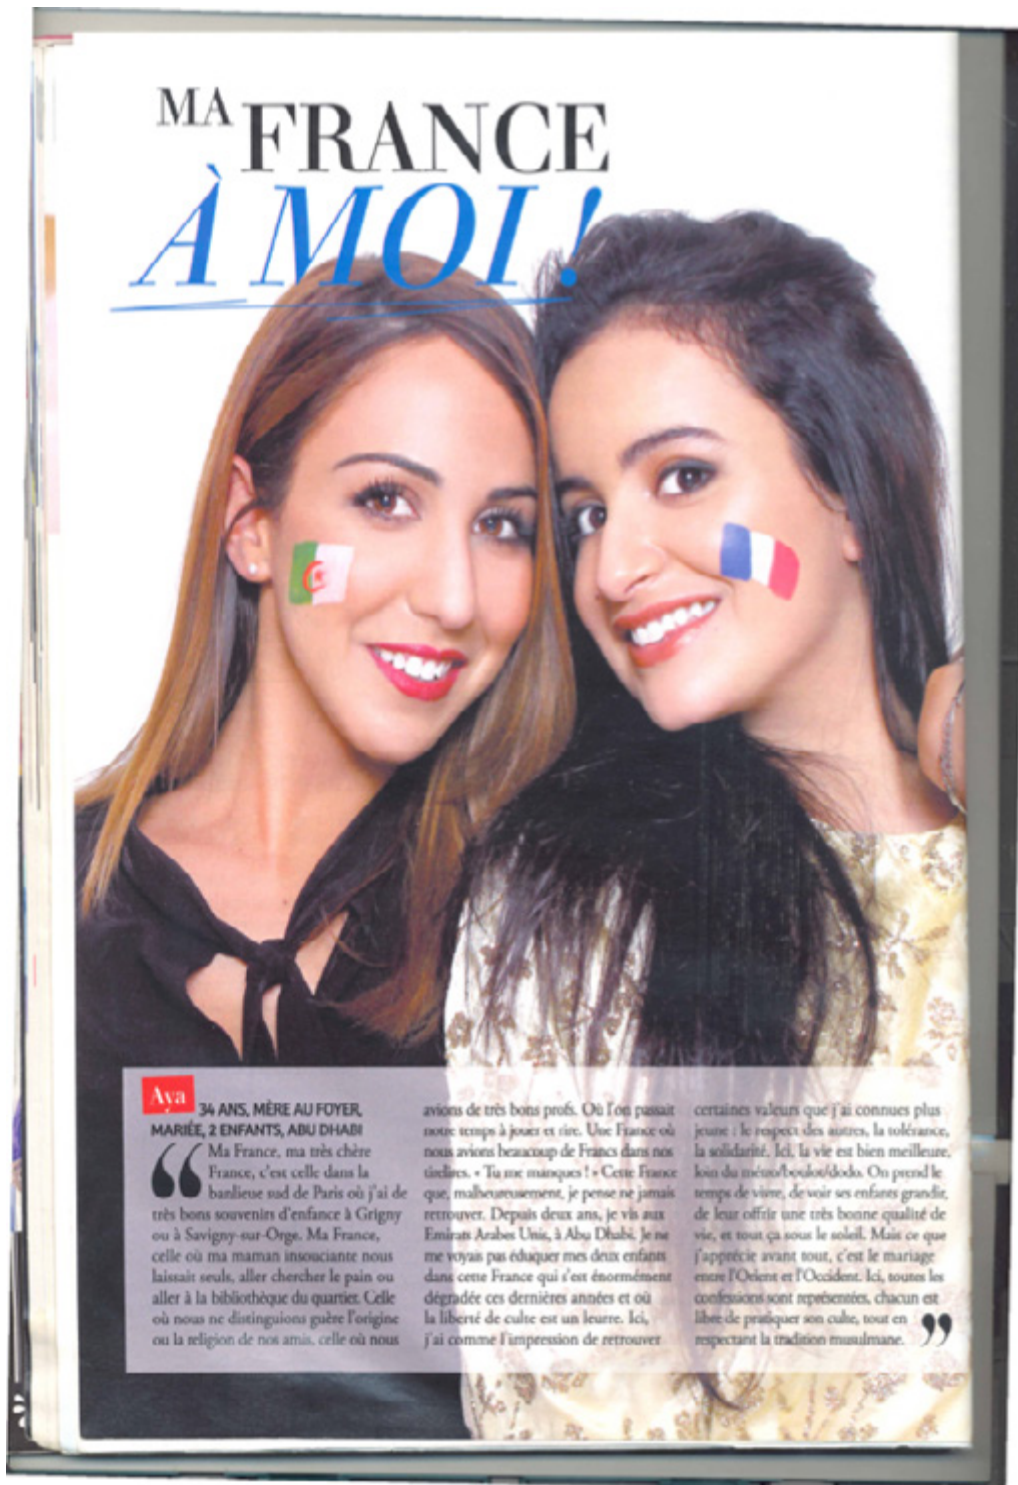 MA FRANCE
À MOI !
Aya
34 ANS, MÈRE AU FOYER,
MARIÉE, 2 ENFANTS, ABU DHABI
“ Ma France, ma très chère
France, c'est celle dans la
banlieue sud de Paris où j'ai de
très bons souvenirs d'enfance à Grigny
ou à Savigny-sur-Orge. Ma France,
celle où ma maman insouciante nous
laissait seuls, aller chercher le pain ou
aller à la bibliothèque du quartier. Celle
où nous ne distinguions guère l'origine
ou la religion de nos amis, celle où nous
avions de très bons profs. Où l'on passait
notre temps à jouer et rire. Une France où
nous avions beaucoup de Francs dans nos
tirelires. « Tu me manques ! » Cette France
que, malheureusement, je pense ne jamais
retrouver. Depuis deux ans, je vis aux
Emirats Arabes Unis, à Abu Dhabi. Je ne
me voyais pas éduquer mes deux enfants
dans cette France qui s'est énormément
dégradée ces dernières années et où
la liberté de culte est un leurre. Ici,
j'ai comme l'impression de retrouver
certaines valeurs que j'ai connues plus
jeune : le respect des autres, la tolérance,
la solidarité. Ici, la vie est bien meilleure,
loin du métro/boulot/dodo. On prend le
temps de vivre, de voir ses enfants grandir,
de leur offrir une très bonne qualité de
vie, et tout ça sous le soleil. Mais ce que
j'apprécie avant tout, c'est le mariage
entre l'Orient et l'Occident. Ici, toutes les
confessions sont représentées, chacun est
libre de pratiquer son culte, tout en
respectant la tradition musulmane. ”